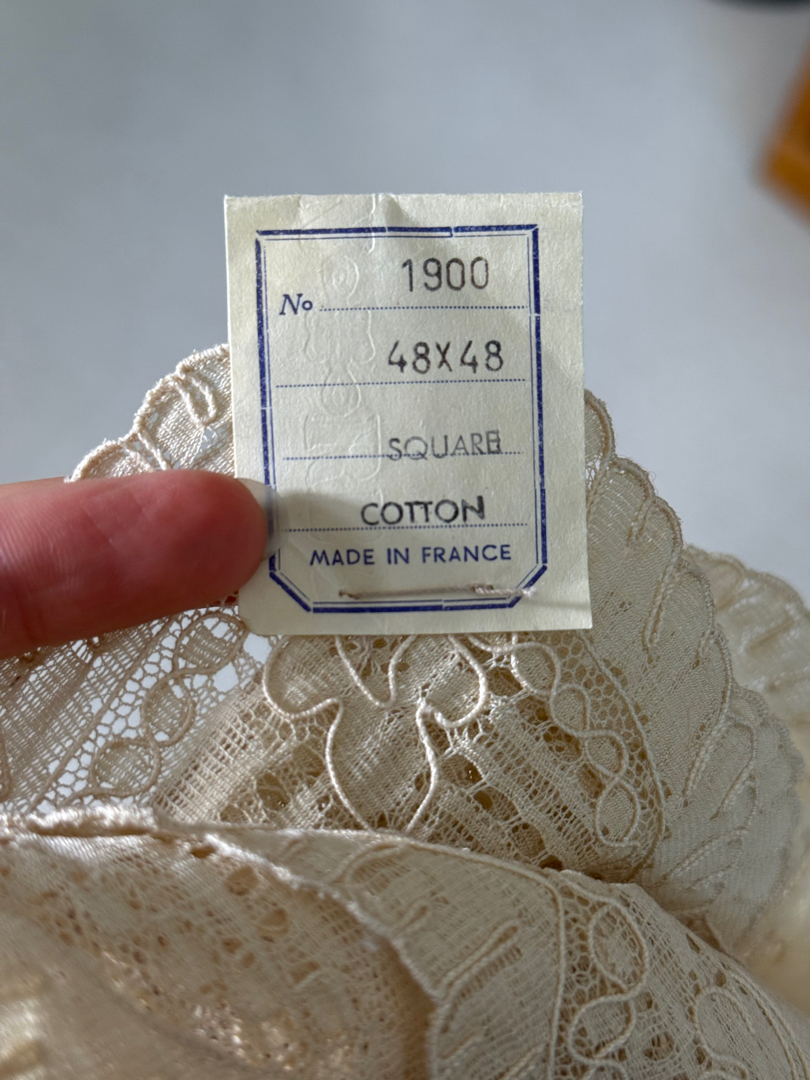 No 1900
48X48
SQUARE
COTTON
MADE IN FRANCE